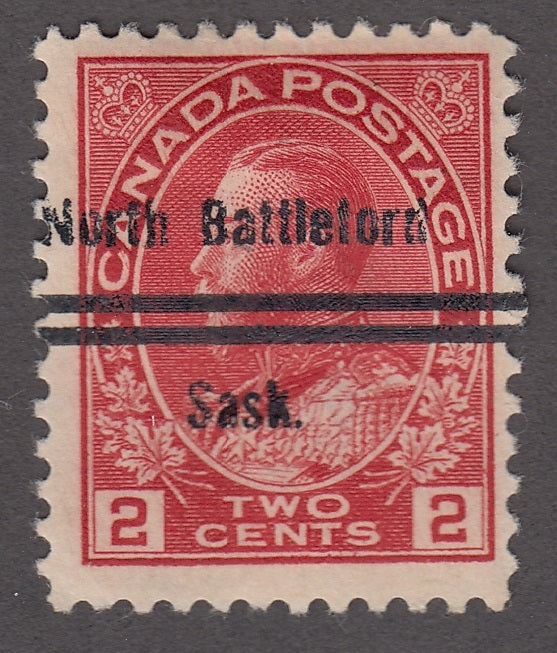 CANADA POSTAGE
North Battleford
Sask.
2 TWO CENTS 2